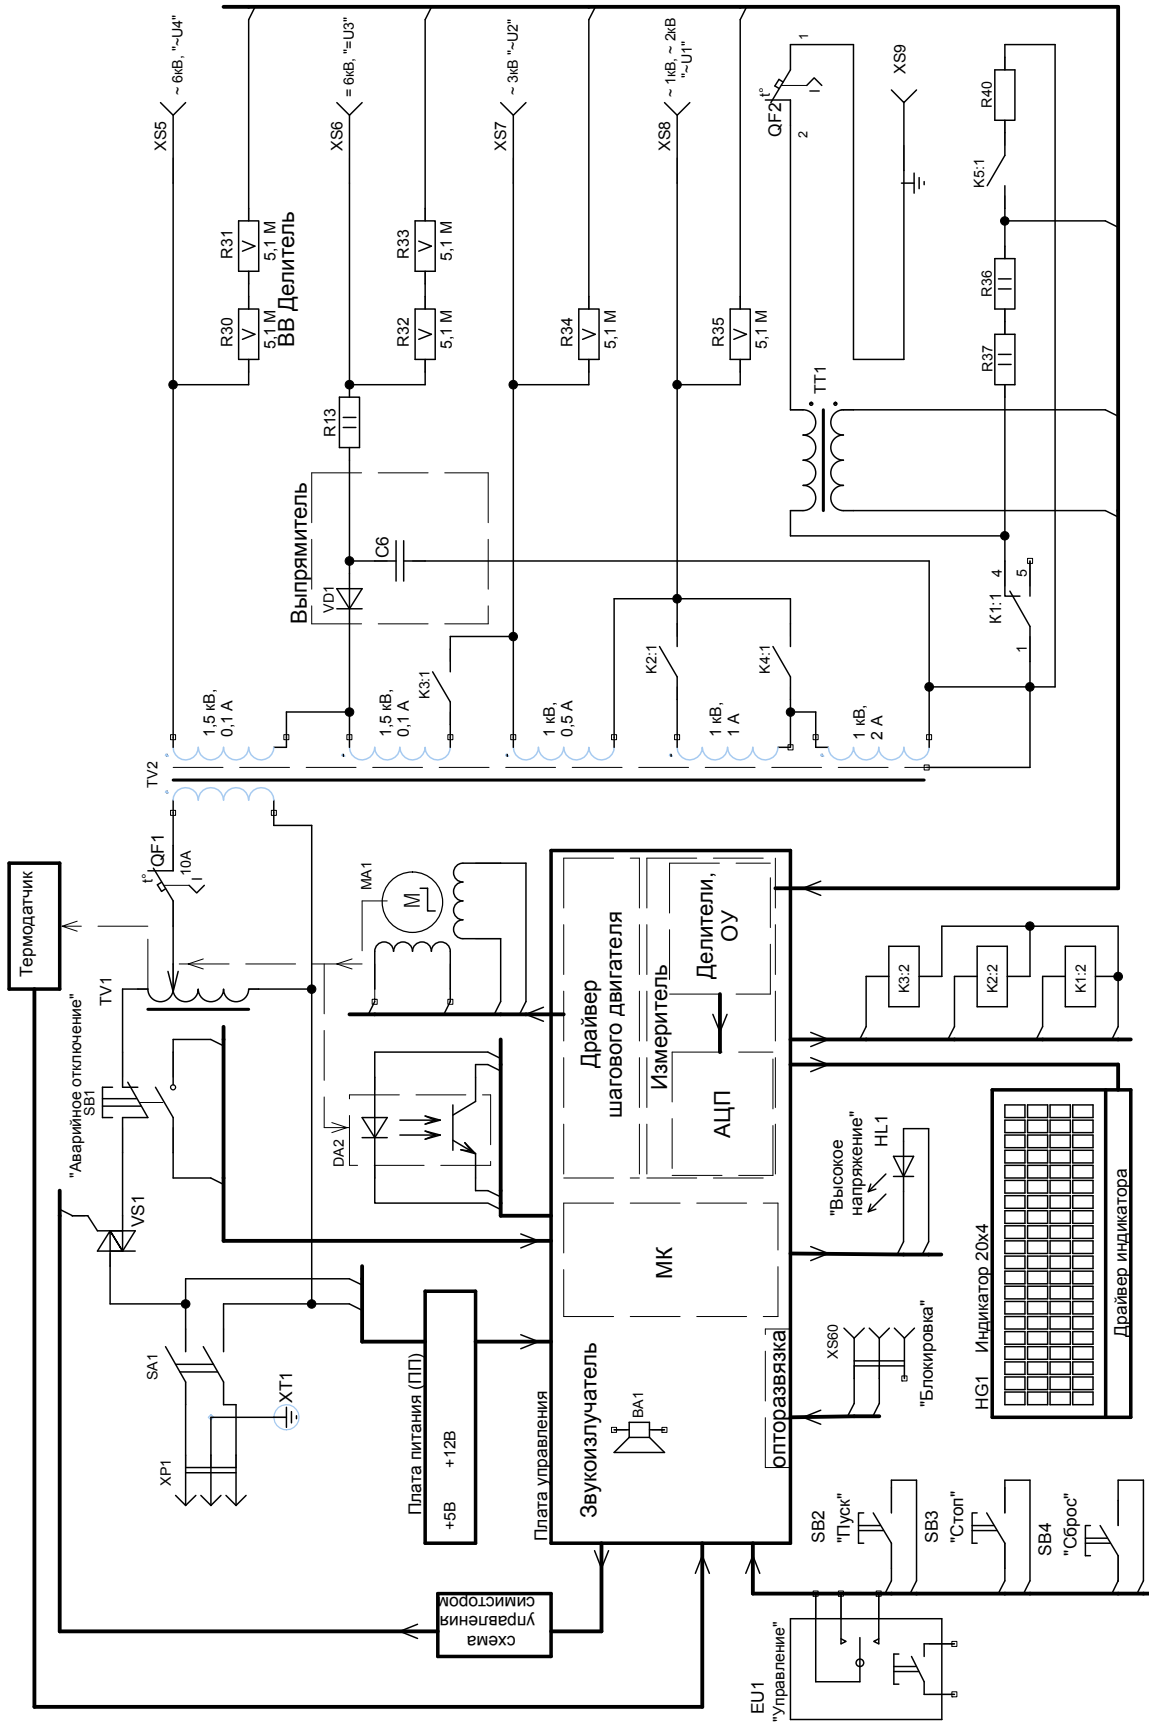 ~ 6кВ, "~U4"
XS5
R31
5,1 М
R30
5,1 М
ВВ Делитель
= 6кВ, "=U3"
XS6
R33
5,1 М
R32
5,1 М
R13
~ 3кВ "~U2"
XS7
R34
5,1 М
~ 1кВ, ~ 2кВ
"~U1"
XS8
R35
5,1 М
1
t°
QF2
I
2
XS9
R40
K5:1
R36
R37
TT1
Выпрямитель
C6
VD1
K3:1
K2:1
K4:1
K1:1
4
5
1
1,5 кВ,
0,1 А
1,5 кВ,
0,1 А
1 кВ,
0,5 А
1 кВ,
1 А
1 кВ,
2 А
TV2
Термодатчик
t°
QF1
10A
I
TV1
"Аварийное отключение"
SB1
VS1
MA1
M
DA2
SA1
XT1
XP1
Плата питания (ПП)
+5В
+12В
Плата управления
Драйвер
шагового двигателя
Измеритель
Делители,
ОУ
АЦП
МК
Звукоизлучатель
BA1
опторазвязка
схема
управления
симистором
K3:2
K2:2
K1:2
"Высокое
напряжение"
HL1
XS60
"Блокировка"
HG1
Индикатор 20x4
Драйвер индикатора
SB2
"Пуск"
SB3
"Стоп"
SB4
"Сброс"
EU1
"Управление"